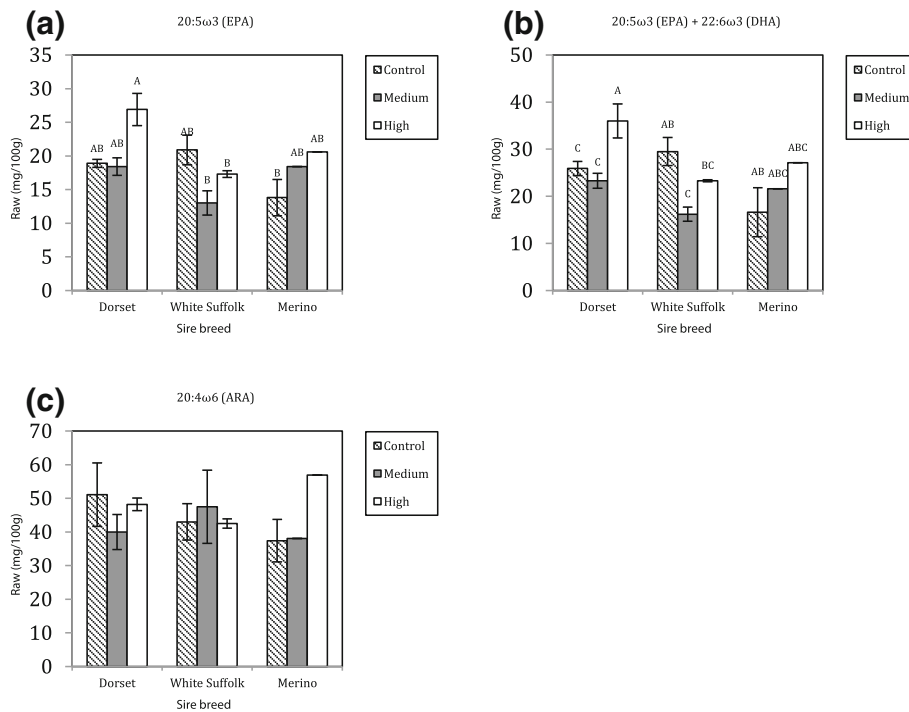 (a)
20:5ω3 (EPA)
35
30
25
20
15
10
5
0
Raw (mg/100g)
AB
AB
A
AB
B
B
B
AB
AB
Dorset
White Suffolk
Merino
Sire breed
Control
Medium
High
(b)
20:5ω3 (EPA) + 22:6ω3 (DHA)
50
40
30
20
10
0
Raw (mg/100g)
C
C
A
AB
C
BC
AB
ABC
ABC
Dorset
White Suffolk
Merino
Sire breed
Control
Medium
High
(c)
20:4ω6 (ARA)
70
60
50
40
30
20
10
0
Raw (mg/100g)
Dorset
White Suffolk
Merino
Sire breed
Control
Medium
High